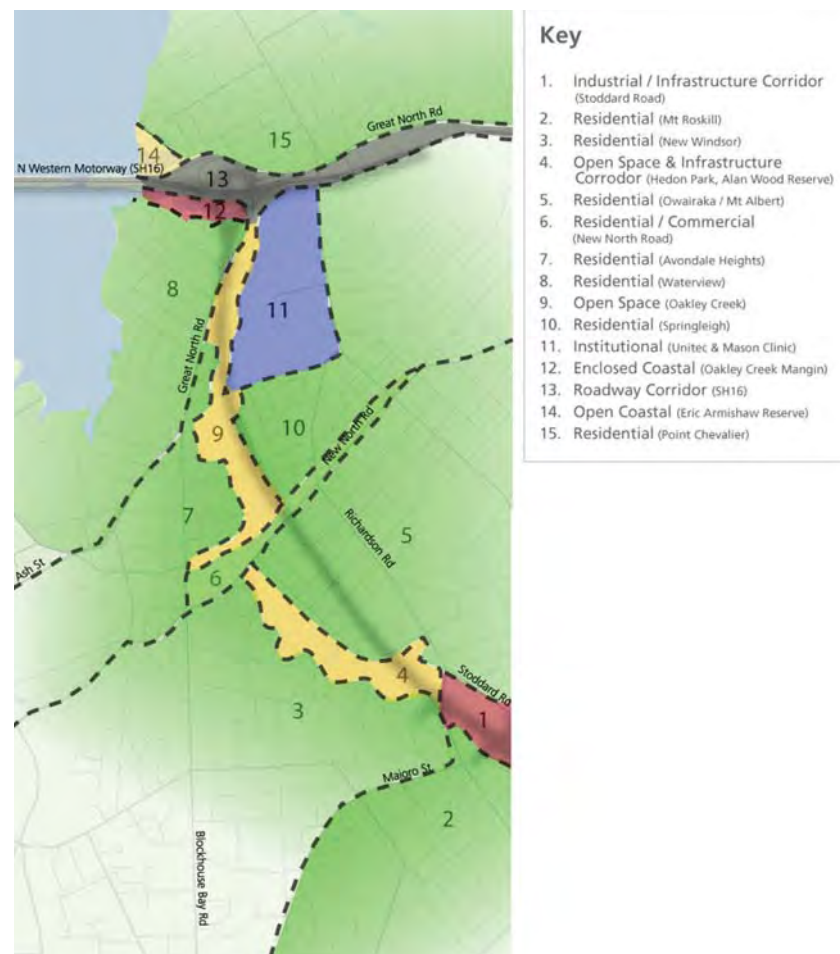 14
N Western Motorway (SH16)
13
12
15
Great North Rd
8
11
Great North Rd
9
10
New North Rd
7
5
Richardson Rd
Ash St
6
4
Stoddard Rd
1
3
Maioro St
2
Blockhouse Bay Rd
Key
1. Industrial / Infrastructure Corridor
(Stoddard Road)
2. Residential (Mt Roskill)
3. Residential (New Windsor)
4. Open Space & Infrastructure
Corrodor (Hedon Park, Alan Wood Reserve)
5. Residential (Owairaka / Mt Albert)
6. Residential / Commercial
(New North Road)
7. Residential (Avondale Heights)
8. Residential (Waterview)
9. Open Space (Oakley Creek)
10. Residential (Springleigh)
11. Institutional (Unitec & Mason Clinic)
12. Enclosed Coastal (Oakley Creek Mangin)
13. Roadway Corridor (SH16)
14. Open Coastal (Eric Armishaw Reserve)
15. Residential (Point Chevalier)